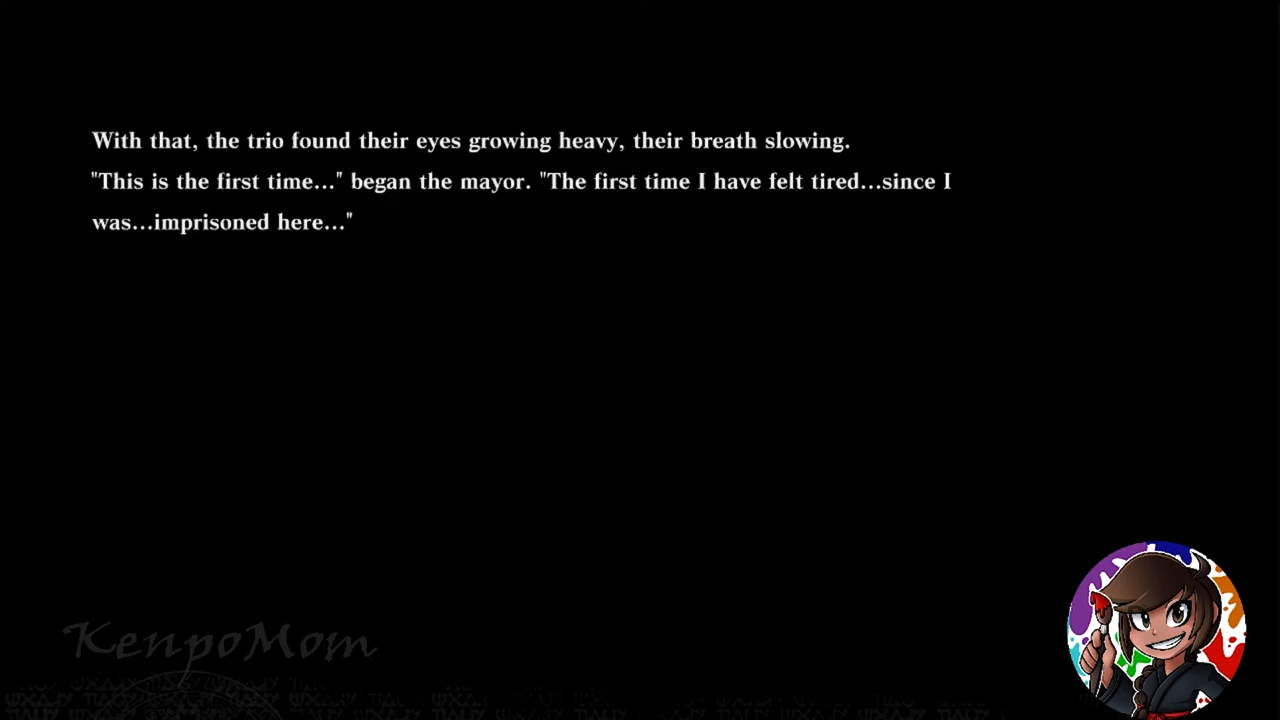 With that, the trio found their eyes growing heavy, their breath slowing.
"This is the first time..." began the mayor. "The first time I have felt tired...since I
was...imprisoned here..."
KenpoMom